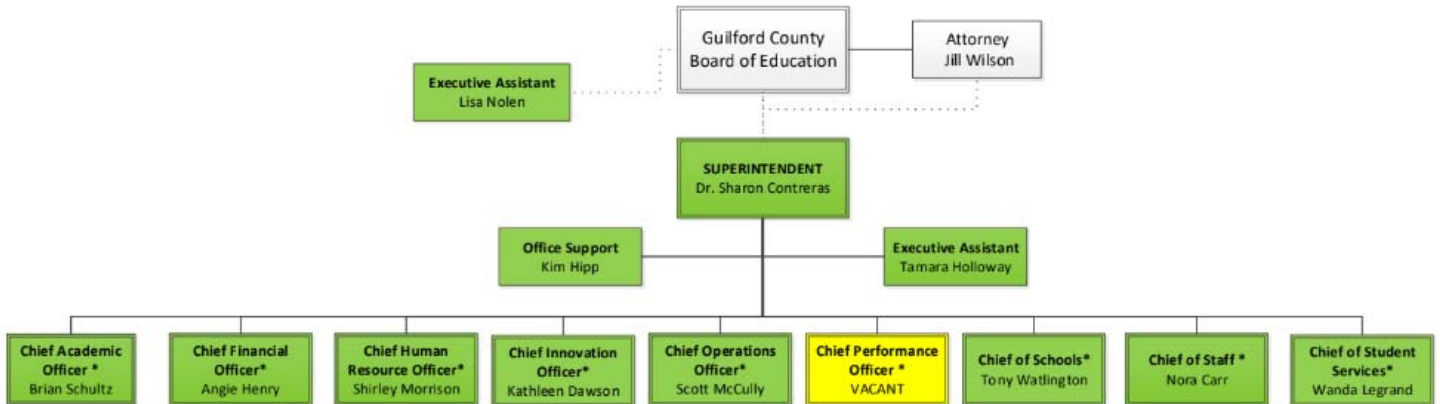 Guilford County
Board of Education
Attorney
Jill Wilson
Executive Assistant
Lisa Nolen
SUPERINTENDENT
Dr. Sharon Contreras
Office Support
Kim Hipp
Executive Assistant
Tamara Holloway
Chief Academic
Officer *
Brian Schultz
Chief Financial
Officer*
Angie Henry
Chief Human
Resource Officer*
Shirley Morrison
Chief Innovation
Officer*
Kathleen Dawson
Chief Operations
Officer*
Scott McCully
Chief Performance
Officer *
VACANT
Chief of Schools*
Tony Watlington
Chief of Staff *
Nora Carr
Chief of Student
Services*
Wanda Legrand